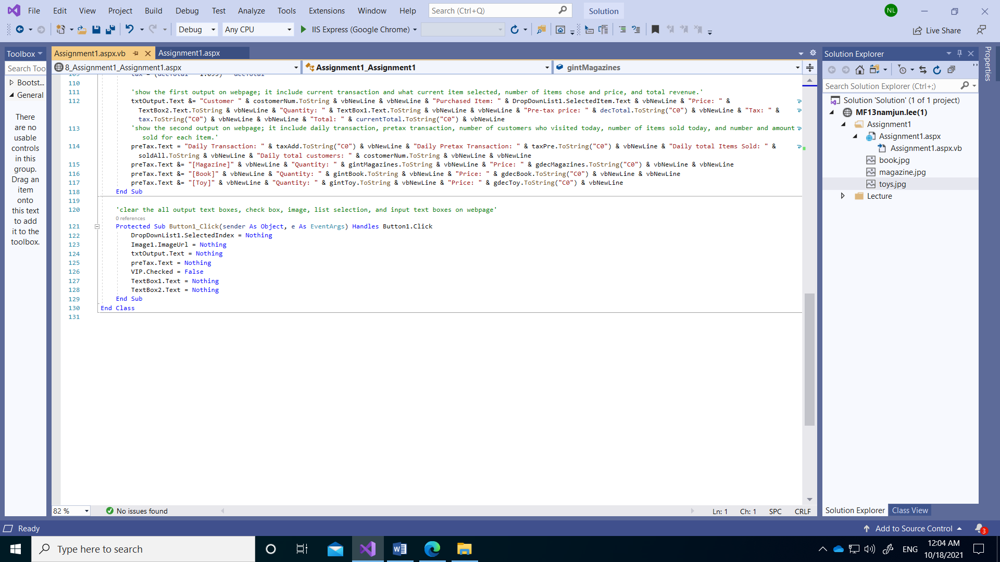 File Edit View Project Build Debug Test Analyze Tools Extensions Window Help Search (Ctrl+Q) Solution NL
Debug Any CPU IIS Express (Google Chrome) Live Share
Toolbox Assignment1.aspx.vb Assignment1.aspx Solution Explorer Properties
Search Too 8_Assignment1_Assignment1.aspx Assignment1_Assignment1 gintMagazines
Bootst...
General
There
are no
usable
controls
in this
group.
Drag an
item
onto
this text
to add
it to the
toolbox.
110
111 'show the first output on webpage; it include current transaction and what current item selected, number of items chose and price, and total revenue.'
112 txtOutput.Text &= "Customer " & costomerNum.ToString & vbNewLine & vbNewLine & "Purchased Item: " & DropDownList1.SelectedItem.Text & vbNewLine & "Price: " &
TextBox2.Text.ToString & vbNewLine & "Quantity: " & TextBox1.Text.ToString & vbNewLine & vbNewLine & "Pre-tax price: " & decTotal.ToString("C0") & vbNewLine & "Tax: " &
tax.ToString("C0") & vbNewLine & vbNewLine & "Total: " & currentTotal.ToString("C0") & vbNewLine
113 'show the second output on webpage; it include daily transaction, pretax transaction, number of customers who visited today, number of items sold today, and number and amount
sold for each item.'
114 preTax.Text = "Daily Transaction: " & taxAdd.ToString("C0") & vbNewLine & "Daily Pretax Transaction: " & taxPre.ToString("C0") & vbNewLine & "Daily total Items Sold: " &
soldAll.ToString & vbNewLine & "Daily total customers: " & costomerNum.ToString & vbNewLine & vbNewLine
115 preTax.Text &= "[Magazine]" & vbNewLine & "Quantity: " & gintMagazines.ToString & vbNewLine & "Price: " & gdecMagazines.ToString("C0") & vbNewLine & vbNewLine
116 preTax.Text &= "[Book]" & vbNewLine & "Quantity: " & gintBook.ToString & vbNewLine & "Price: " & gdecBook.ToString("C0") & vbNewLine & vbNewLine
117 preTax.Text &= "[Toy]" & vbNewLine & "Quantity: " & gintToy.ToString & vbNewLine & "Price: " & gdecToy.ToString("C0") & vbNewLine
118 End Sub
119
120 'clear the all output text boxes, check box, image, list selection, and input text boxes on webpage'
0 references
121 Protected Sub Button1_Click(sender As Object, e As EventArgs) Handles Button1.Click
122 DropDownList1.SelectedIndex = Nothing
123 Image1.ImageUrl = Nothing
124 txtOutput.Text = Nothing
125 preTax.Text = Nothing
126 VIP.Checked = False
127 TextBox1.Text = Nothing
128 TextBox2.Text = Nothing
129 End Sub
130 End Class
131
Search Solution Explorer (Ctrl+;)
Solution 'Solution' (1 of 1 project)
MF13namjun.lee(1)
Assignment1
Assignment1.aspx
Assignment1.aspx.vb
book.jpg
magazine.jpg
toys.jpg
Lecture
82 % No issues found Ln: 1 Ch: 1 SPC CRLF
Solution Explorer Class View
Ready Add to Source Control 3
Type here to search ENG 12:04 AM
10/18/2021